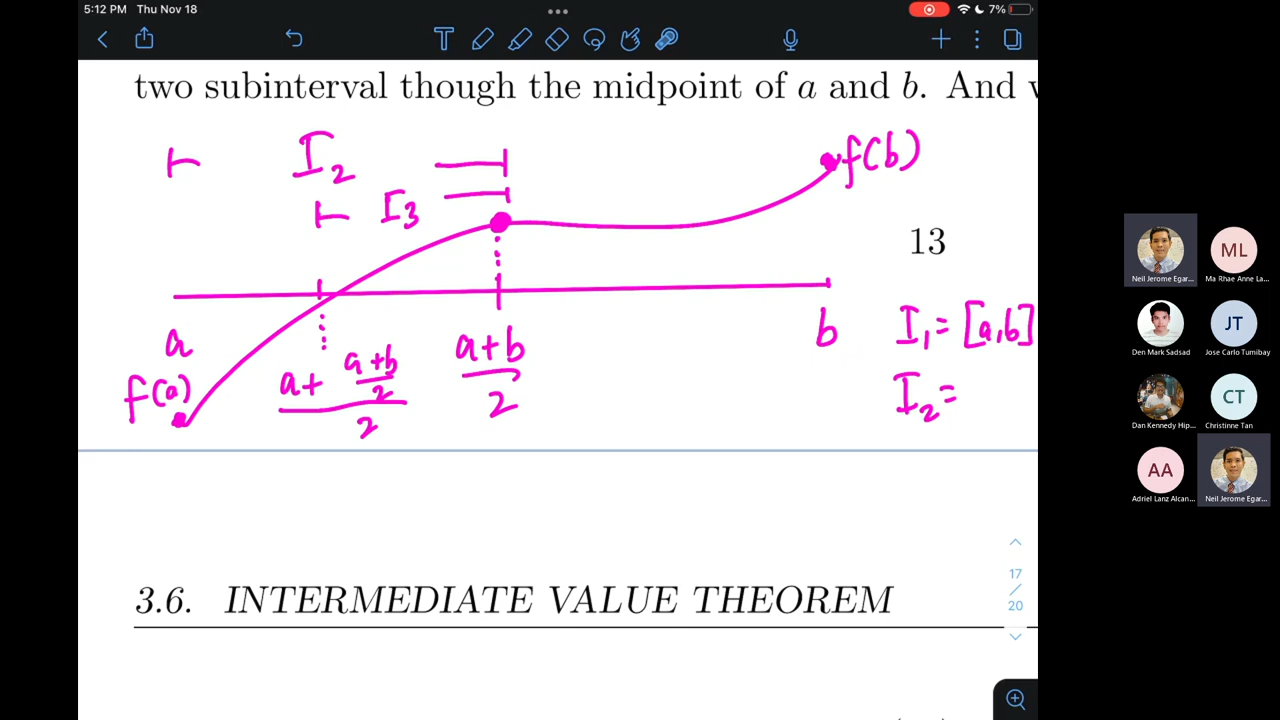 5:12 PM Thu Nov 18
7%
T
two subinterval though the midpoint of a and b. And
I₂
f(b)
I₃
13
a
b
I₁ = [a,b]
f(a)
(a + (a+b)/2)/2
(a+b)/2
I₂ =
17
/
20
3.6. INTERMEDIATE VALUE THEOREM
Neil Jerome Egar...
ML
Ma Rhae Anne La...
Den Mark Sadsad
JT
Jose Carlo Tumibay
Dan Kennedy Hip...
CT
Christinne Tan
AA
Adriel Lanz Alcan...
Neil Jerome Egar...